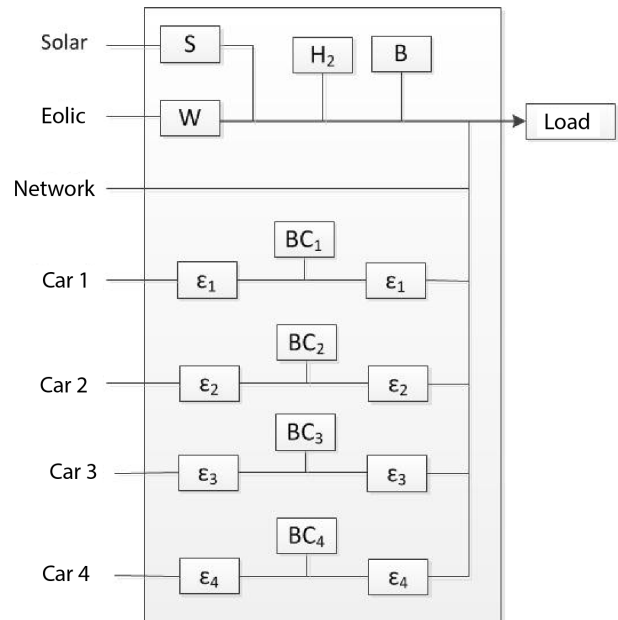 Solar S H₂ B
Eolic W Load
Network
BC₁
Car 1 ε₁ ε₁
BC₂
Car 2 ε₂ ε₂
BC₃
Car 3 ε₃ ε₃
BC₄
Car 4 ε₄ ε₄